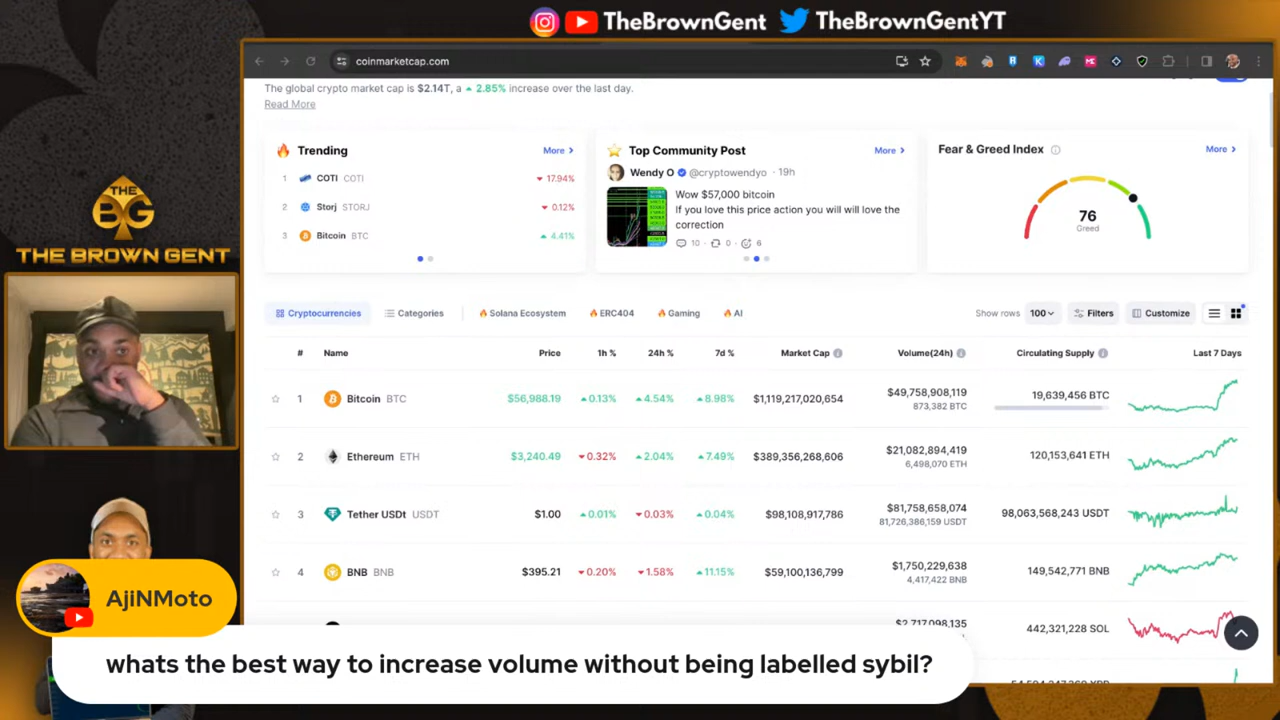 TheBrownGent TheBrownGentYT
coinmarketcap.com
The global crypto market cap is $2.14T, a ▲ 2.85% increase over the last day.
Read More
Trending
More >
1 COTI COTI ▼ 17.94%
2 Storj STORJ ▼ 0.12%
3 Bitcoin BTC ▲ 4.41%
Top Community Post
More >
Wendy O @cryptowendyo · 19h
Wow $57,000 bitcoin
If you love this price action you will will love the
correction
10 0 6
Fear & Greed Index
More >
76
Greed
THE
BG
THE BROWN GENT
Cryptocurrencies Categories Solana Ecosystem ERC404 Gaming AI Show rows 100 Filters Customize
# Name Price 1h % 24h % 7d % Market Cap Volume(24h) Circulating Supply Last 7 Days
1 Bitcoin BTC $56,988.19 ▲0.13% ▲4.54% ▲8.98% $1,119,217,020,654 $49,758,908,119 19,639,456 BTC
873,382 BTC
2 Ethereum ETH $3,240.49 ▼0.32% ▲2.04% ▲7.49% $389,356,268,606 $21,082,894,419 120,153,641 ETH
6,498,070 ETH
3 Tether USDt USDT $1.00 ▲0.01% ▼0.03% ▲0.04% $98,108,917,786 $81,758,658,074 98,063,568,243 USDT
81,726,386,159 USDT
4 BNB BNB $395.21 ▼0.20% ▼1.58% ▲11.15% $59,100,136,799 $1,750,229,638 149,542,771 BNB
4,417,422 BNB
$2,717,098,135 442,321,228 SOL
AjiNMoto
whats the best way to increase volume without being labelled sybil?